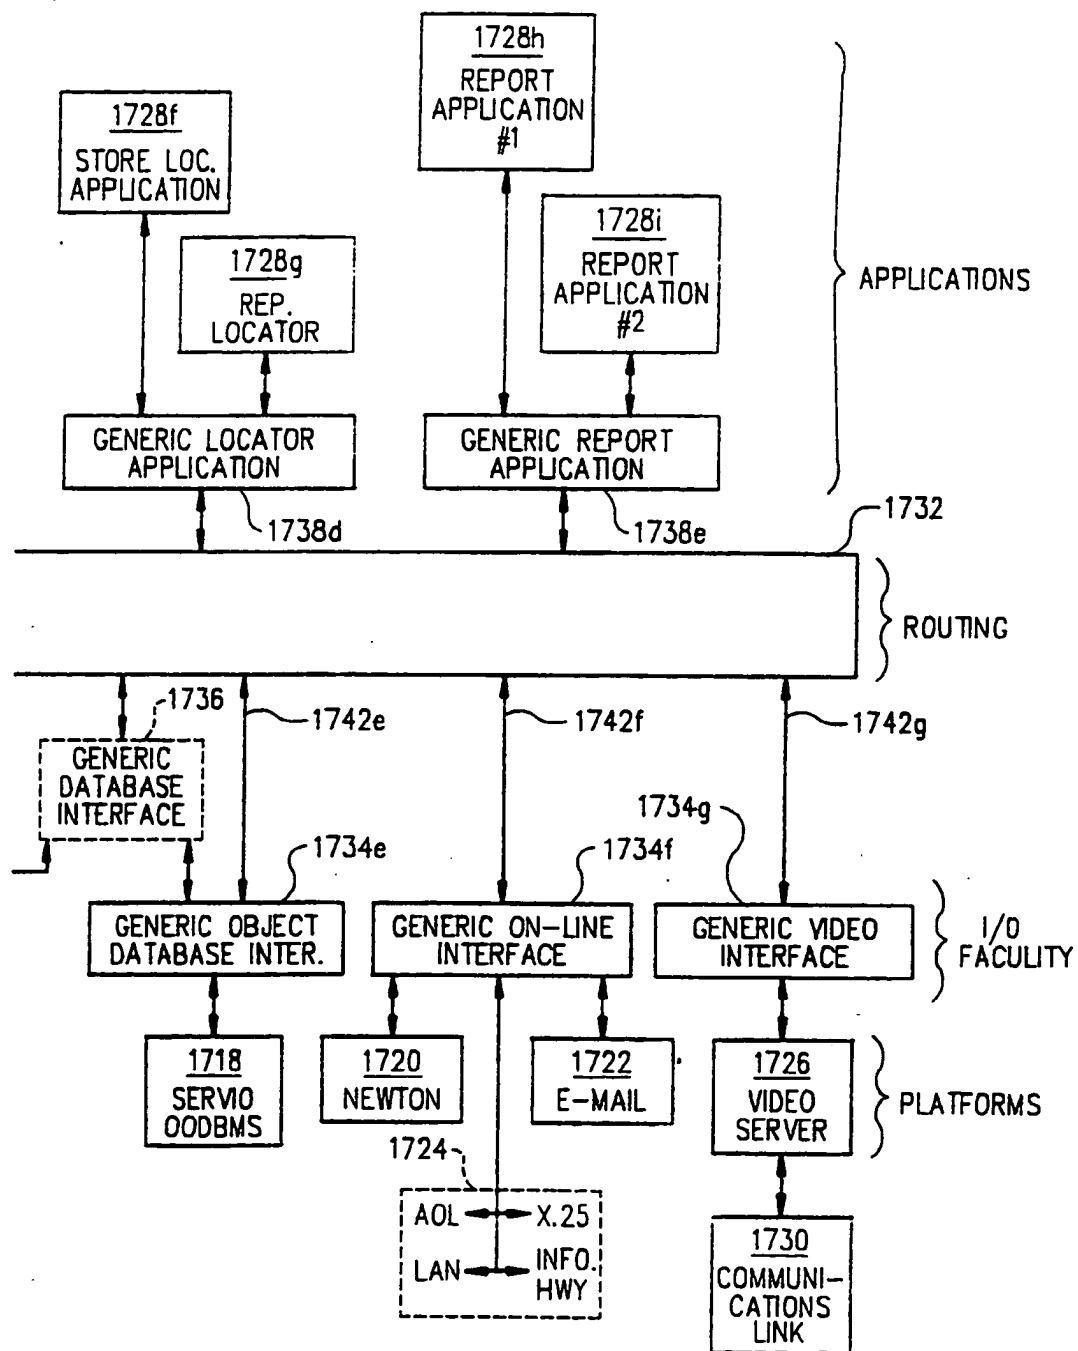 1728h
REPORT
APPLICATION
#1
1728f
STORE LOC.
APPLICATION
1728i
REPORT
APPLICATION
#2
1728g
REP.
LOCATOR
APPLICATIONS
GENERIC LOCATOR
APPLICATION
GENERIC REPORT
APPLICATION
1738d
1738e
1732
ROUTING
1736
1742e
1742f
1742g
GENERIC
DATABASE
INTERFACE
1734e
1734f
1734g
GENERIC OBJECT
DATABASE INTER.
GENERIC ON-LINE
INTERFACE
GENERIC VIDEO
INTERFACE
I/O
FACULITY
1718
SERVIO
OODBMS
1720
NEWTON
1722
E-MAIL
1726
VIDEO
SERVER
PLATFORMS
1724
AOL
X.25
LAN
INFO.
HWY
1730
COMMUNI-
CATIONS
LINK